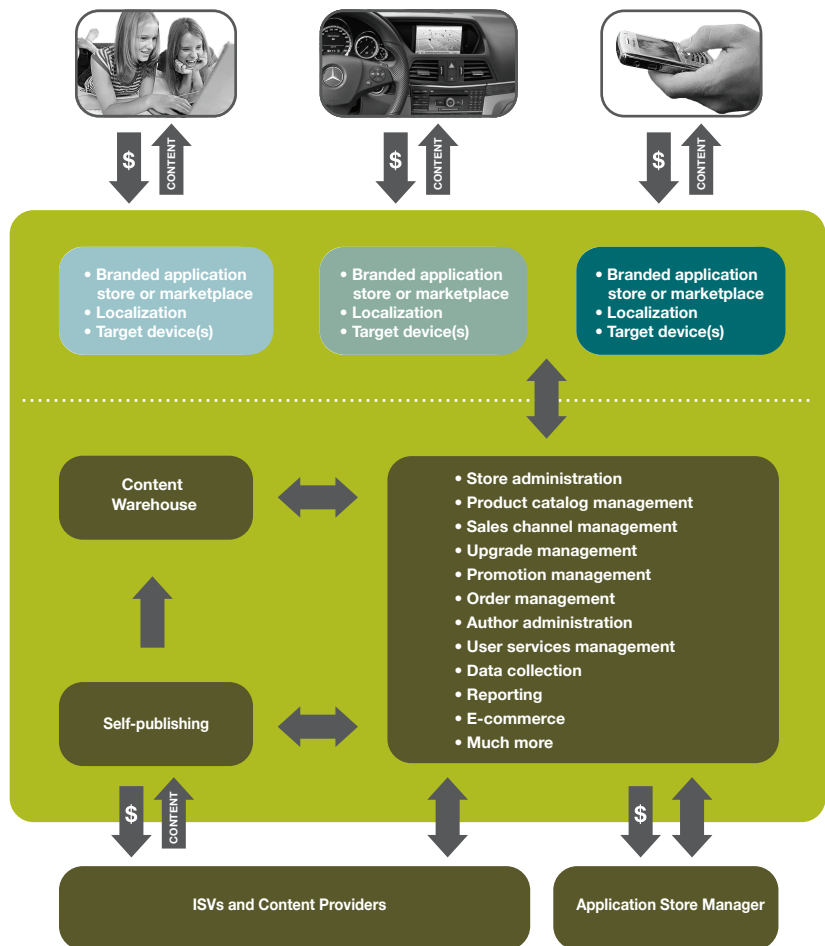 $
CONTENT
$
CONTENT
$
CONTENT
• Branded application
store or marketplace
• Localization
• Target device(s)
• Branded application
store or marketplace
• Localization
• Target device(s)
• Branded application
store or marketplace
• Localization
• Target device(s)
Content
Warehouse
• Store administration
• Product catalog management
• Sales channel management
• Upgrade management
• Promotion management
• Order management
• Author administration
• User services management
• Data collection
• Reporting
• E-commerce
• Much more
Self-publishing
$
CONTENT
$
ISVs and Content Providers
Application Store Manager